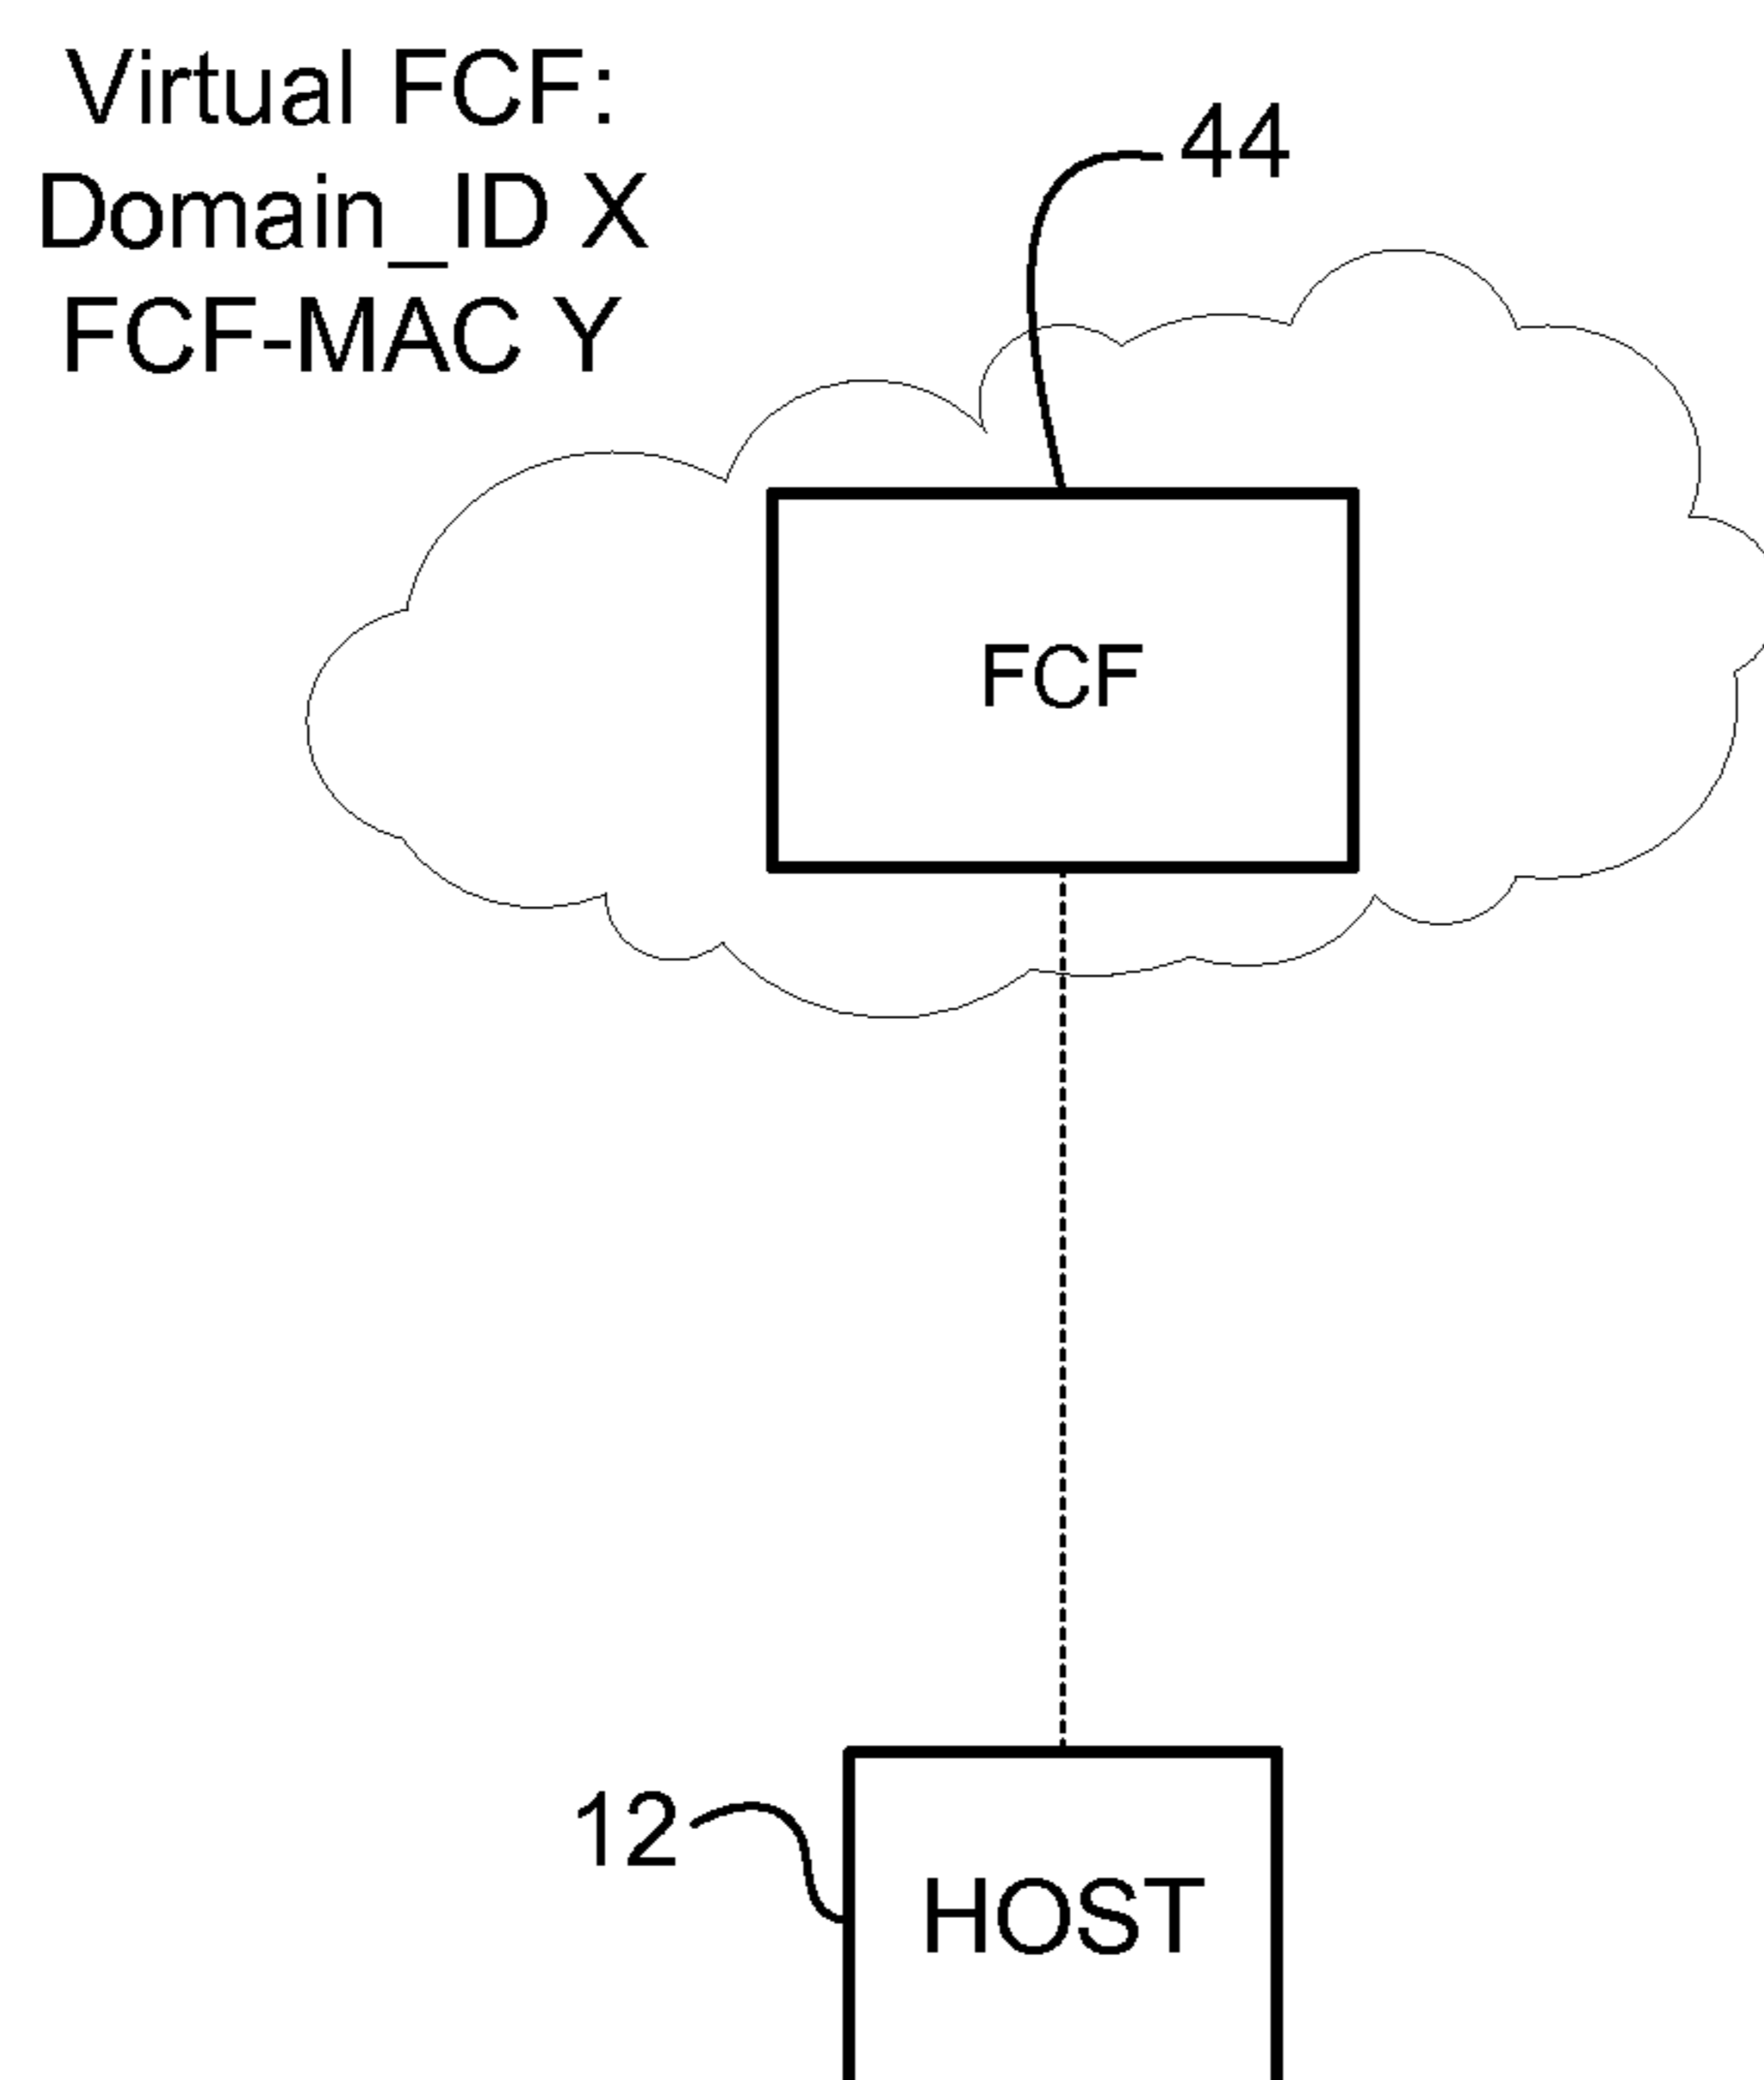 Virtual FCF:
Domain_ID X
FCF-MAC Y
44
FCF
12
HOST